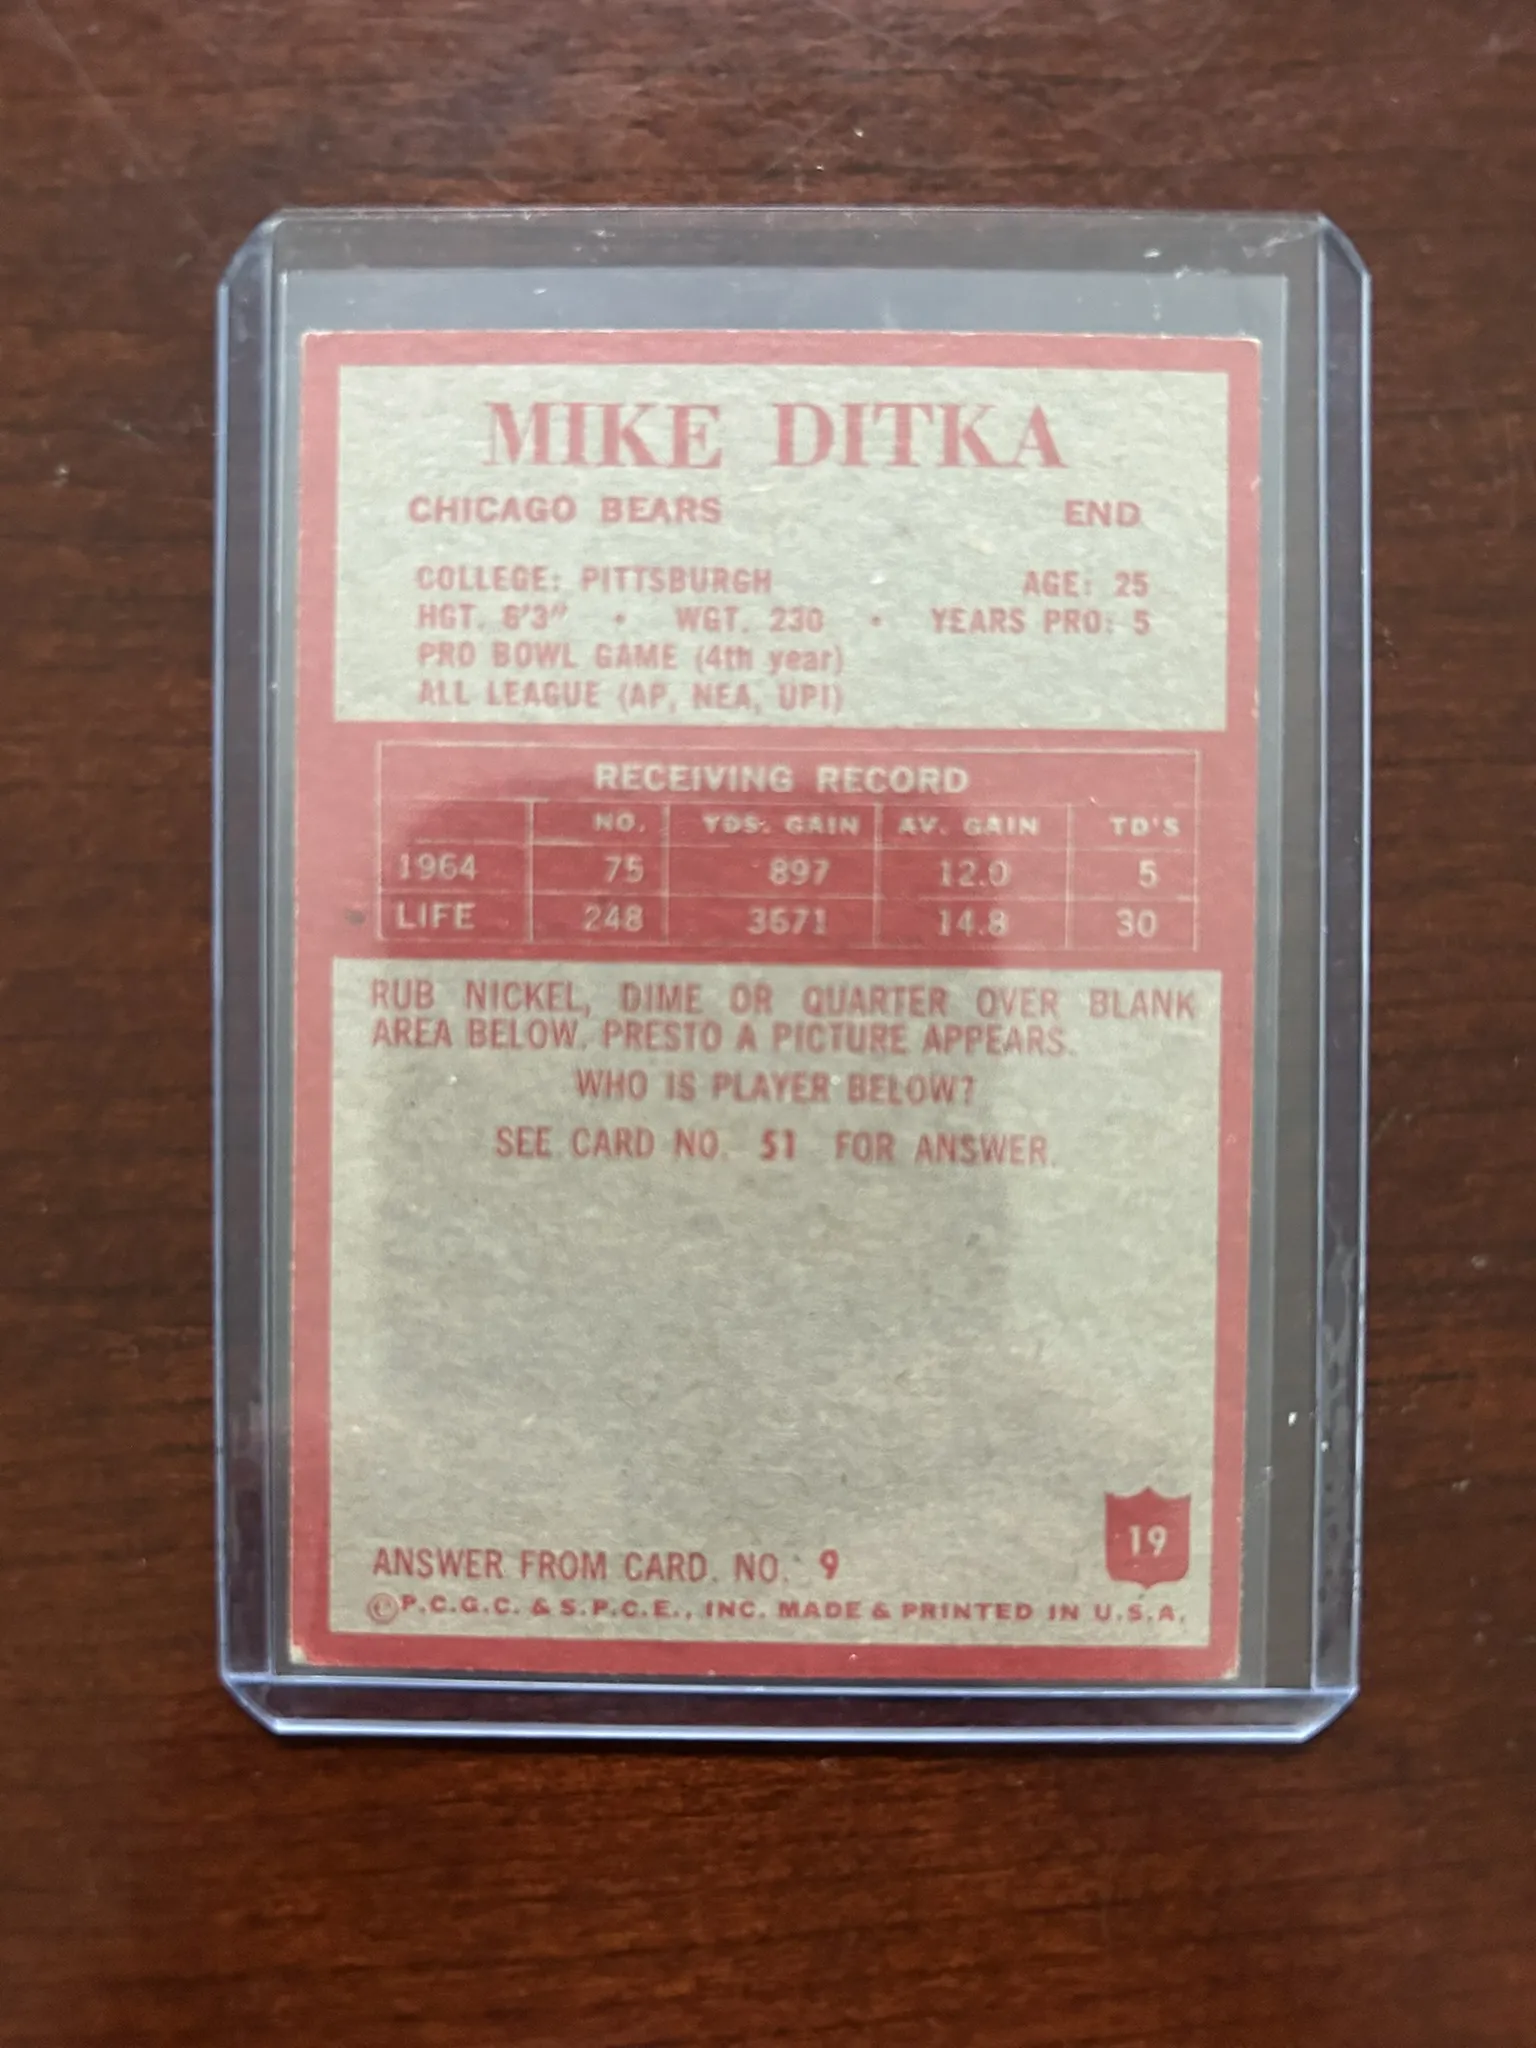 MIKE DITKA
CHICAGO BEARS END
COLLEGE: PITTSBURGH AGE: 25
HGT. 6'3" • WGT. 230 • YEARS PRO: 5
PRO BOWL GAME (4th year)
ALL LEAGUE (AP, NEA, UPI)
RECEIVING RECORD
NO. YDS. GAIN AV. GAIN TD'S
1964 75 897 12.0 5
LIFE 248 3671 14.8 30
RUB NICKEL, DIME OR QUARTER OVER BLANK
AREA BELOW. PRESTO A PICTURE APPEARS.
WHO IS PLAYER BELOW?
SEE CARD NO. 51 FOR ANSWER.
19
ANSWER FROM CARD. NO. 9
©P.C.G.C. & S.P.C.E., INC. MADE & PRINTED IN U.S.A.